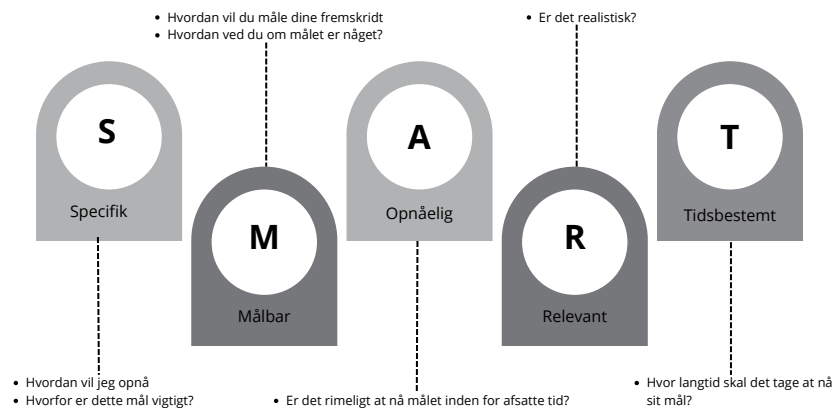 • Hvordan vil du måle dine fremskridt
• Hvordan ved du om målet er något?
• Er det realistisk?
S
A
T
Specifik
Opnåelig
Tidsbestemt
M
R
Målbar
Relevant
• Hvordan vil jeg opnå
• Hvorfor er dette mål vigtigt?
• Er det rimeligt at nå målet inden for afsatte tid?
• Hvor langtid skal det tage at nå
sit mål?